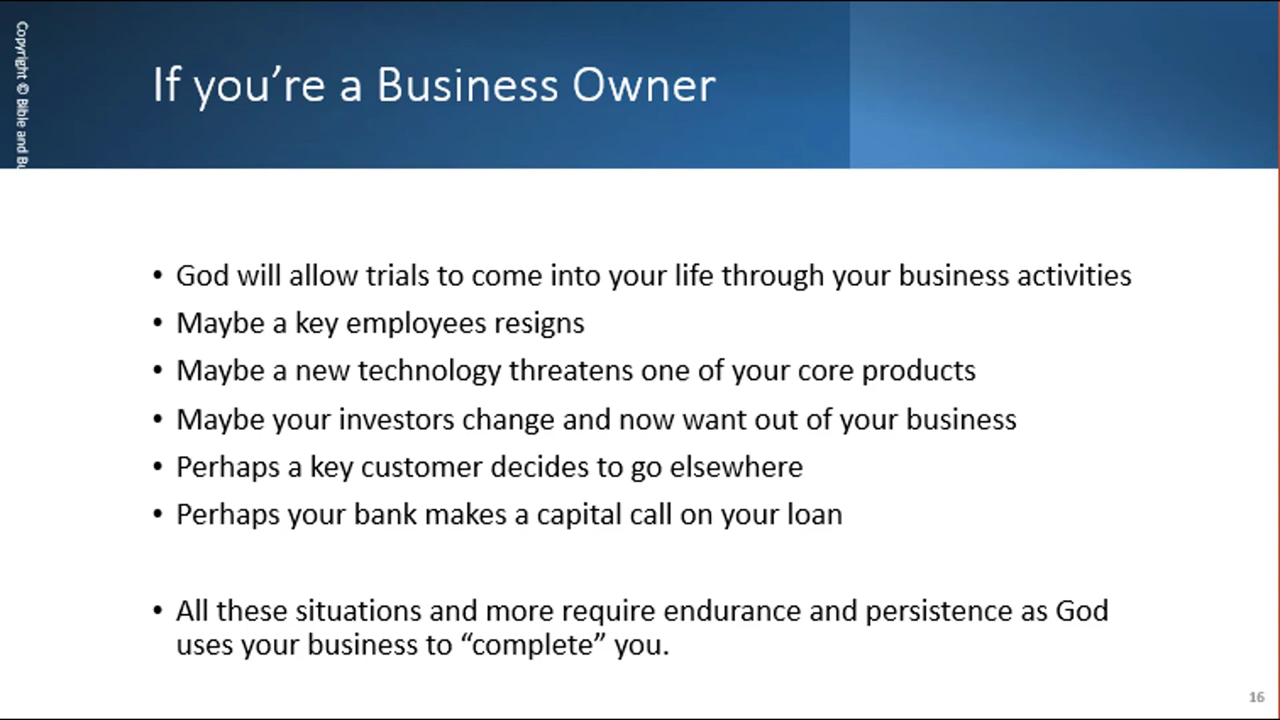 Copyright © Bible and
If you’re a Business Owner
• God will allow trials to come into your life through your business activities
• Maybe a key employees resigns
• Maybe a new technology threatens one of your core products
• Maybe your investors change and now want out of your business
• Perhaps a key customer decides to go elsewhere
• Perhaps your bank makes a capital call on your loan
• All these situations and more require endurance and persistence as God
uses your business to “complete” you.
16